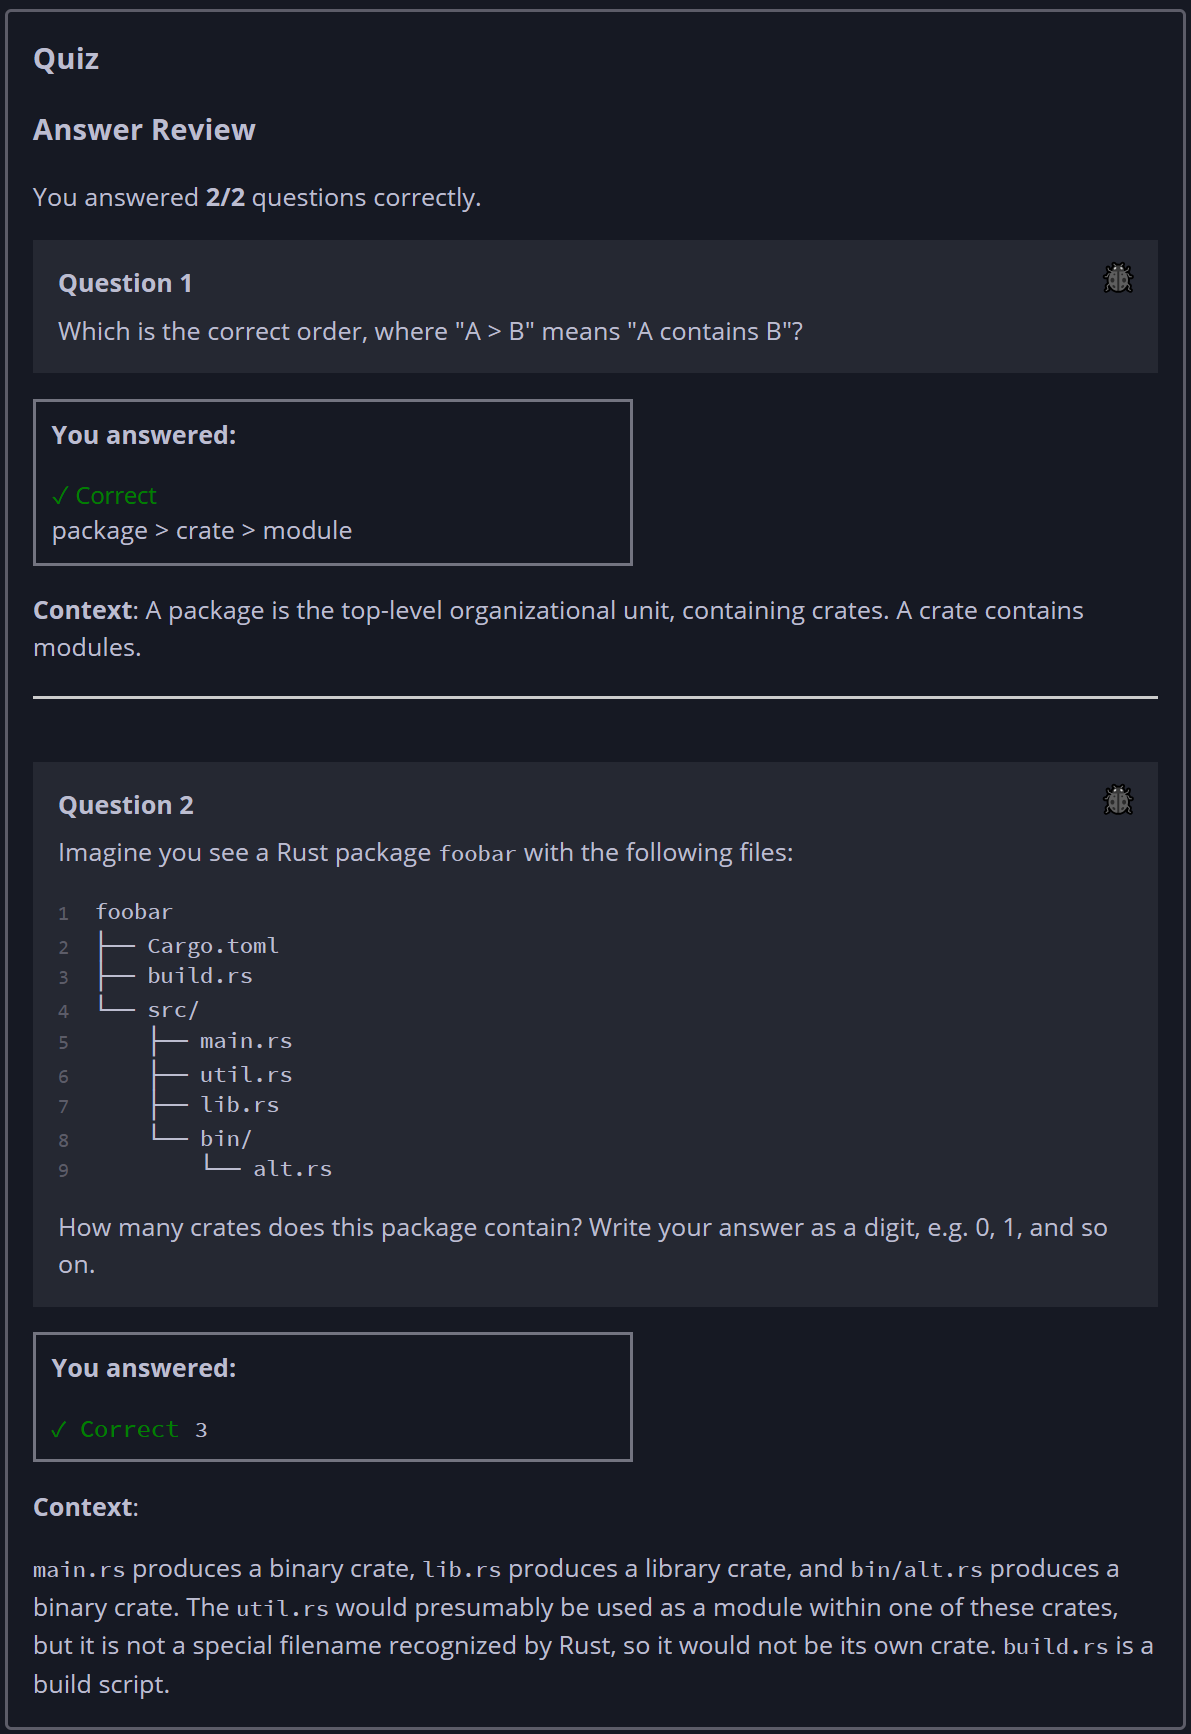 Quiz
Answer Review
You answered 2/2 questions correctly.
Question 1
Which is the correct order, where "A > B" means "A contains B"?
You answered:
✓ Correct
package > crate > module
Context: A package is the top-level organizational unit, containing crates. A crate contains
modules.
Question 2
Imagine you see a Rust package foobar with the following files:
1 foobar
2 ├── Cargo.toml
3 ├── build.rs
4 └── src/
5     ├── main.rs
6     ├── util.rs
7     ├── lib.rs
8     └── bin/
9         └── alt.rs
How many crates does this package contain? Write your answer as a digit, e.g. 0, 1, and so
on.
You answered:
✓ Correct 3
Context:
main.rs produces a binary crate, lib.rs produces a library crate, and bin/alt.rs produces a
binary crate. The util.rs would presumably be used as a module within one of these crates,
but it is not a special filename recognized by Rust, so it would not be its own crate. build.rs is a
build script.